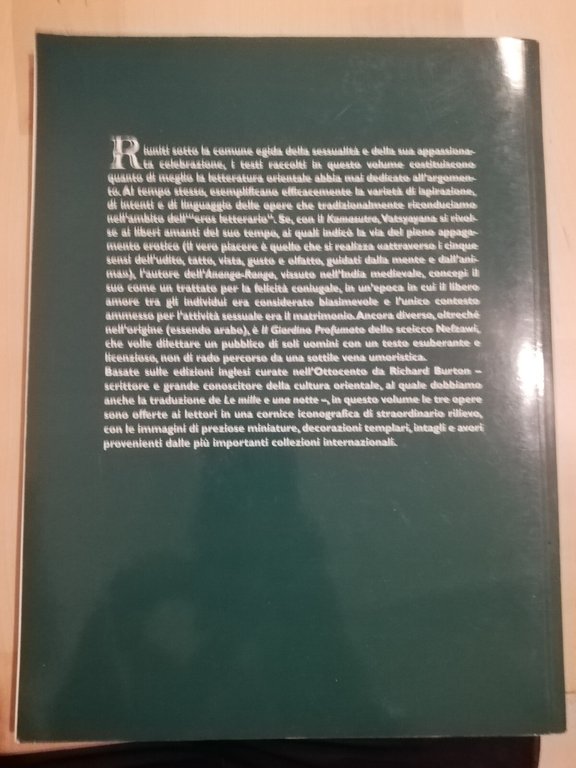 Riuniti sotto la comune egida della sessualità e della sua appassiona-
ta celebrazione, i testi raccolti in questo volume costituiscono
quanto di meglio la letteratura orientale abbia mai dedicato all'argomen-
to. Al tempo stesso, esemplificano efficacemente la varietà di ispirazione,
di intenti e di linguaggio delle opere che tradizionalmente riconduciamo
nell'ambito dell'"eros letterario". Se, con il Kamasutra, Vatsyayana si rivol-
se ai liberi amanti del suo tempo, ai quali indicò la via del pieno appaga-
mento erotico (il vero piacere è quello che si realizza «attraverso i cinque
sensi dell'udito, tatto, vista, gusto e olfatto, guidati dalla mente e dall'ani-
ma»), l'autore dell'Ananga-Ranga, vissuto nell'India medievale, concepì il
suo come un trattato per la felicità coniugale, in un'epoca in cui il libero
amore tra gli individui era considerato biasimevole e l'unico contesto
ammesso per l'attività sessuale era il matrimonio. Ancora diverso, oltreché
nell'origine (essendo arabo), è Il Giardino Profumato dello sceicco Nefzawi,
che volle dilettare un pubblico di soli uomini con un testo esuberante e
licenzioso, non di rado percorso da una sottile vena umoristica.
Basate sulle edizioni inglesi curate nell'Ottocento da Richard Burton –
scrittore e grande conoscitore della cultura orientale, al quale dobbiamo
anche la traduzione de Le mille e una notte –, in questo volume le tre opere
sono offerte ai lettori in una cornice iconografica di straordinario rilievo,
con le immagini di preziose miniature, decorazioni templari, intagli e avori
provenienti dalle più importanti collezioni internazionali.